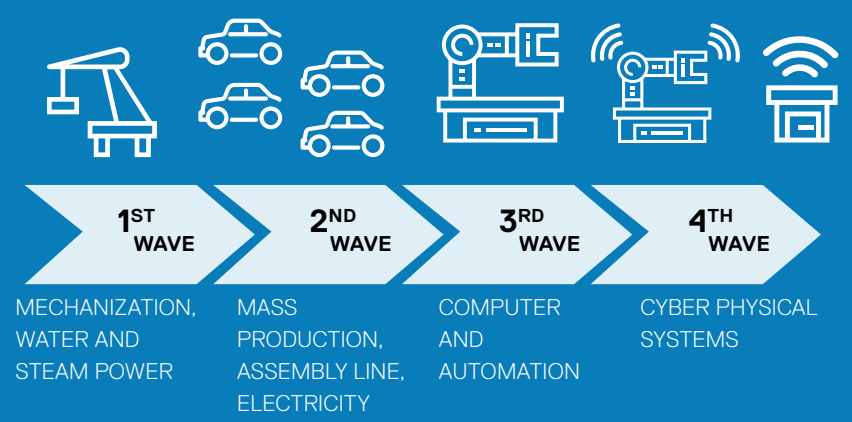 1ST
WAVE
2ND
WAVE
3RD
WAVE
4TH
WAVE
MECHANIZATION,
WATER AND
STEAM POWER
MASS
PRODUCTION,
ASSEMBLY LINE,
ELECTRICITY
COMPUTER
AND
AUTOMATION
CYBER PHYSICAL
SYSTEMS